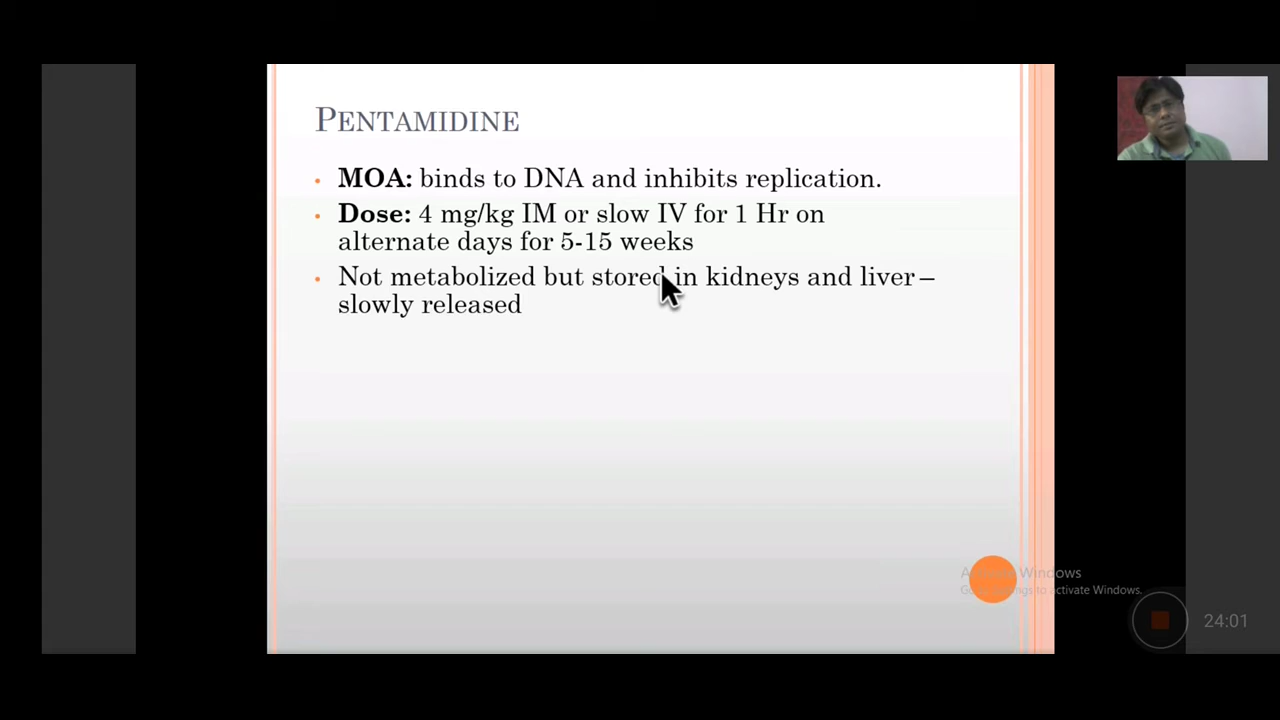 PENTAMIDINE
• MOA: binds to DNA and inhibits replication.
• Dose: 4 mg/kg IM or slow IV for 1 Hr on
alternate days for 5-15 weeks
• Not metabolized but stored in kidneys and liver –
slowly released
Activate Windows
Go to Settings to activate Windows.
24:01